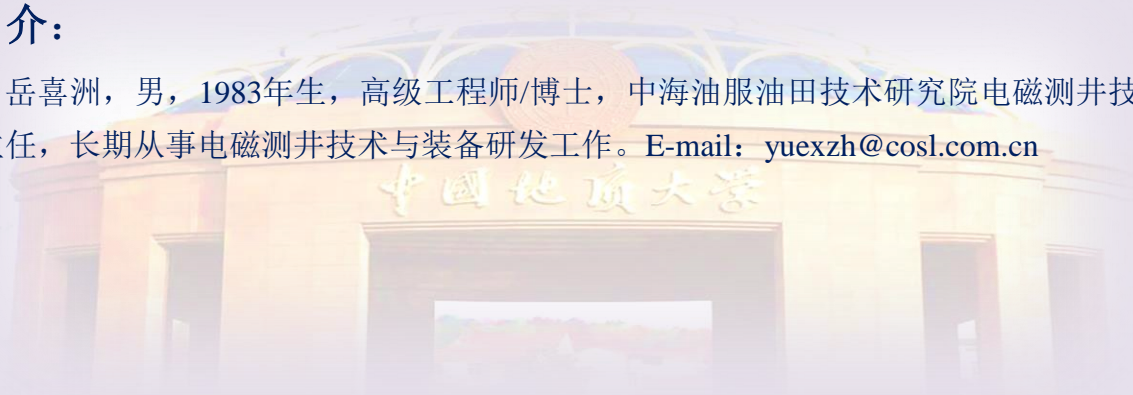 介：
岳喜洲，男，1983年生，高级工程师/博士，中海油服油田技术研究院电磁测井技
任，长期从事电磁测井技术与装备研发工作。E-mail：yuexzh@cosl.com.cn
中國地质大学